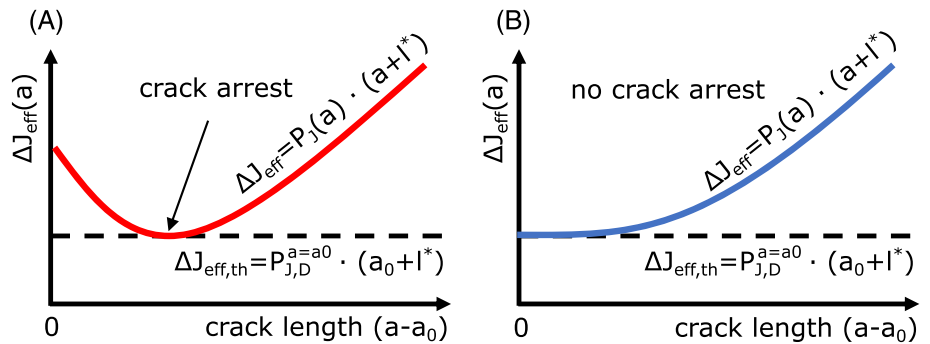 (A)
ΔJeff(a)
crack arrest
ΔJeff=PJ(a) · (a+l*)
ΔJeff,th=PJ,Da=a0 · (a0+l*)
0
crack length (a-a0)
(B)
ΔJeff(a)
no crack arrest
ΔJeff=PJ(a) · (a+l*)
ΔJeff,th=PJ,Da=a0 · (a0+l*)
0
crack length (a-a0)